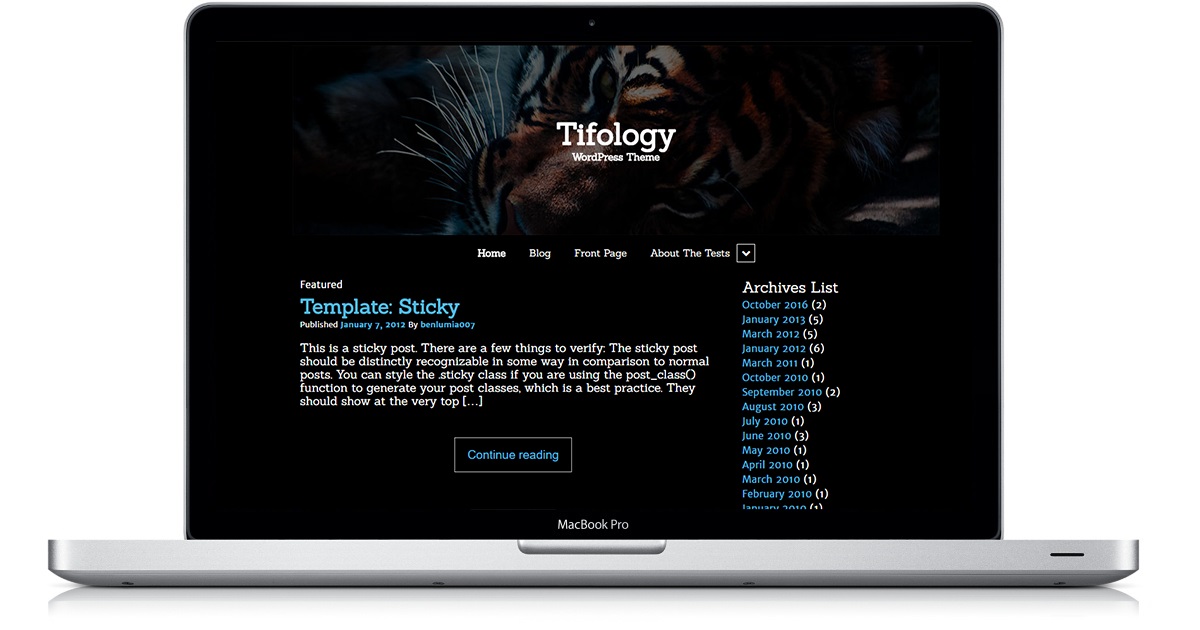 Tifology
WordPress Theme
Home Blog Front Page About The Tests
Featured
Template: Sticky
Published January 7, 2012 By benlumia007
This is a sticky post. There are a few things to verify: The sticky post
should be distinctly recognizable in some way in comparison to normal
posts. You can style the .sticky class if you are using the post_class()
function to generate your post classes, which is a best practice. They
should show at the very top [...]
Continue reading
Archives List
October 2016 (2)
January 2013 (5)
March 2012 (5)
January 2012 (6)
March 2011 (1)
October 2010 (1)
September 2010 (2)
August 2010 (3)
July 2010 (1)
June 2010 (3)
May 2010 (1)
April 2010 (1)
March 2010 (1)
February 2010 (1)
January 2010 (1)
MacBook Pro